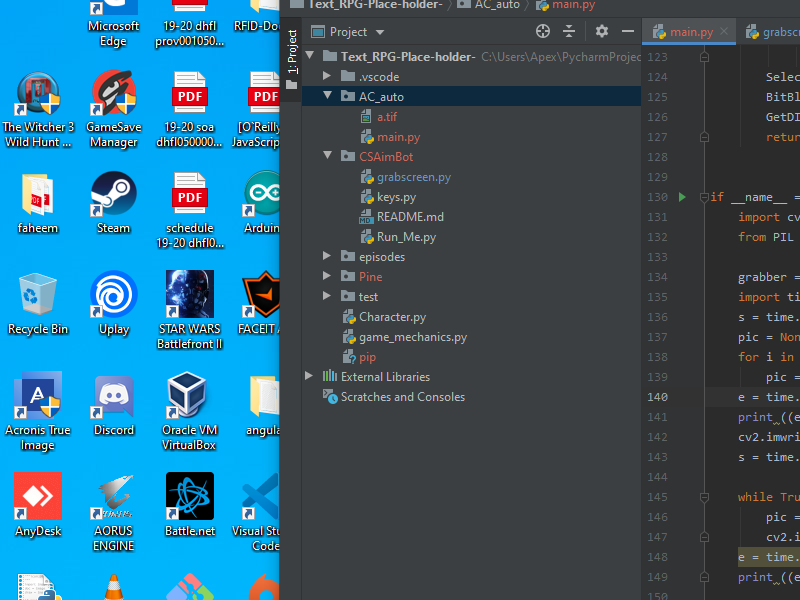 Microsoft
Edge
19-20 dhfl
prov001050...
RFID-Do
The Witcher 3
Wild Hunt ...
GameSave
Manager
PDF
19-20 soa
dhfl050000...
PDF
[O`Reilly
JavaScrip
faheem
Steam
PDF
schedule
19-20 dhfl0...
Arduin
Recycle Bin
Uplay
STAR WARS
Battlefront II
FACEIT A
Acronis True
Image
Discord
Oracle VM
VirtualBox
angula
AnyDesk
AORUS
ENGINE
Battle.net
Visual Stu
Code
Text_RPG-Place-holder-
AC_auto
main.py
1: Project
Project
Text_RPG-Place-holder- C:\Users\Apex\PycharmProjec
.vscode
AC_auto
a.tif
main.py
CSAimBot
grabscreen.py
keys.py
README.md
Run_Me.py
episodes
Pine
test
Character.py
game_mechanics.py
pip
External Libraries
Scratches and Consoles
main.py
grabscr
123
124 Selec
125 BitBl
126 GetDI
127 retur
128
129
130 if __name__ =
131 import cv
132 from PIL
133
134 grabber =
135 import ti
136 s = time.
137 pic = Non
138 for i in
139 pic =
140 e = time.
141 print ((e
142 cv2.imwri
143 s = time.
144
145 while Tru
146 pic =
147 cv2.i
148 e = time.
149 print ((e
150